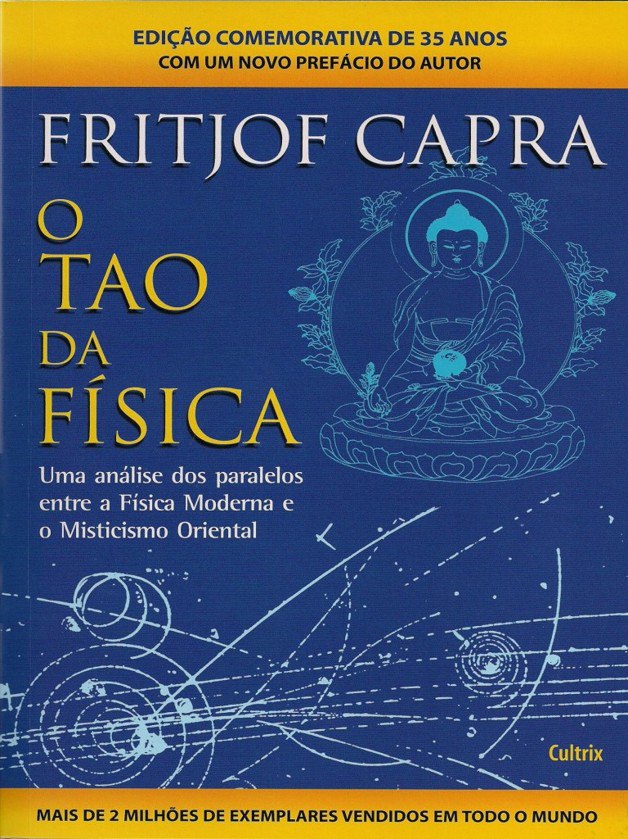 EDIÇÃO COMEMORATIVA DE 35 ANOS
COM UM NOVO PREFÁCIO DO AUTOR
FRITJOF CAPRA
O
TAO
DA
FÍSICA
Uma análise dos paralelos
entre a Física Moderna e
o Misticismo Oriental
Cultrix
MAIS DE 2 MILHÕES DE EXEMPLARES VENDIDOS EM TODO O MUNDO